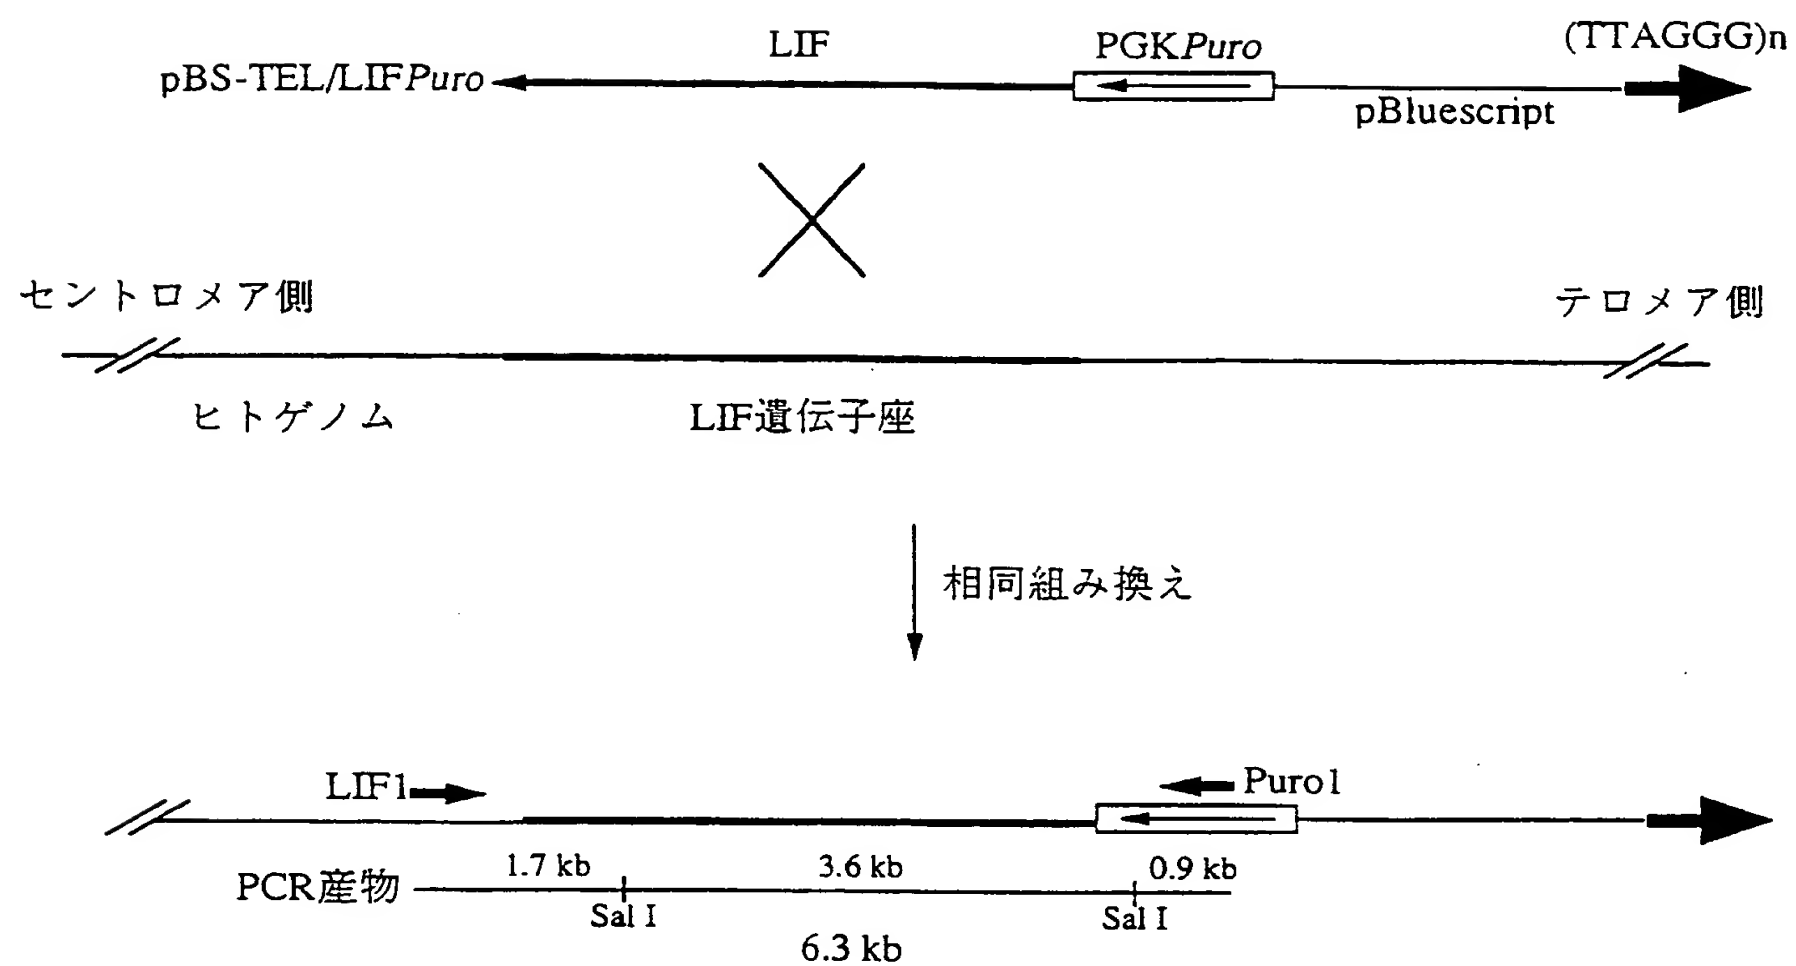 LIF
PGKPuro
(TTAGGG)n
pBS-TEL/LIFPuro
pBluescript
セントロメア側
テロメア側
ヒトゲノム
LIF遺伝子座
相同組み換え
LIF1
Puro1
1.7 kb
3.6 kb
0.9 kb
PCR産物
Sal I
Sal I
6.3 kb